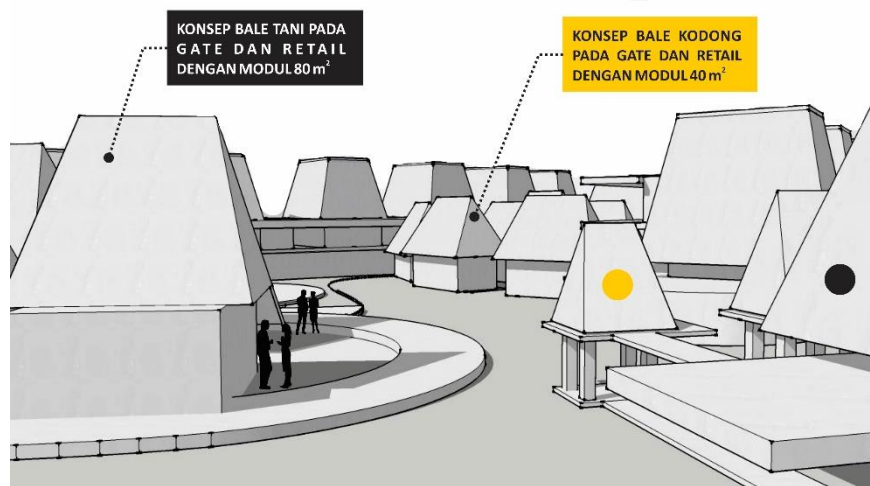 KONSEP BALE TANI PADA
GATE DAN RETAIL
DENGAN MODUL 80 m²
KONSEP BALE KODONG
PADA GATE DAN RETAIL
DENGAN MODUL 40 m²